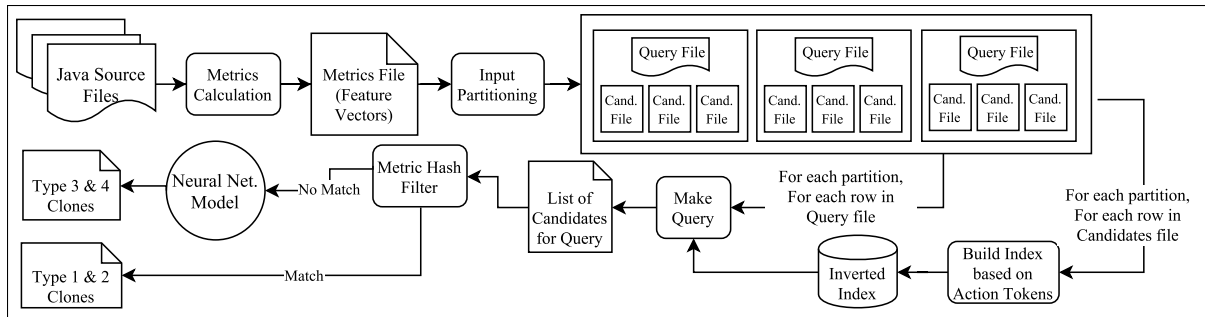 Java Source
Files
Metrics
Calculation
Metrics File
(Feature
Vectors)
Input
Partitioning
Query File
Cand.
File
Cand.
File
Cand.
File
Query File
Cand.
File
Cand.
File
Cand.
File
Query File
Cand.
File
Cand.
File
Cand.
File
For each partition,
For each row in
Query file
For each partition,
For each row in
Candidates file
Build Index
based on
Action Tokens
Inverted
Index
Make
Query
List of
Candidates
for Query
Metric Hash
Filter
No Match
Neural Net.
Model
Type 3 & 4
Clones
Match
Type 1 & 2
Clones